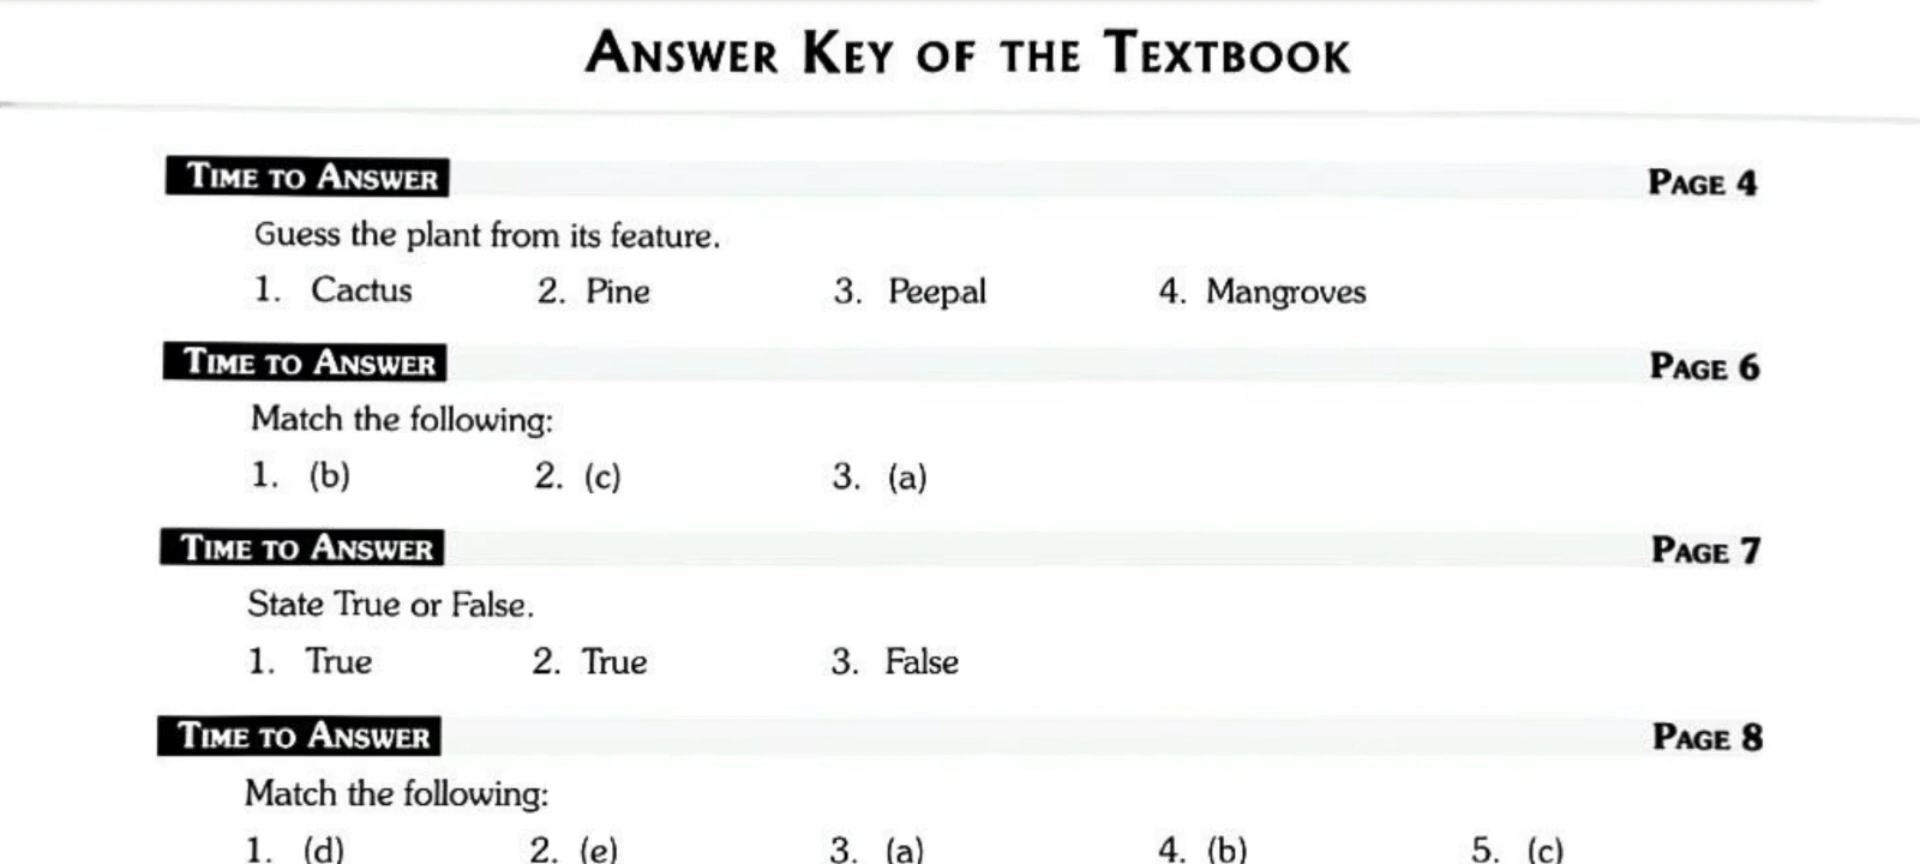 ANSWER KEY OF THE TEXTBOOK
TIME TO ANSWER PAGE 4
Guess the plant from its feature.
1. Cactus 2. Pine 3. Peepal 4. Mangroves
TIME TO ANSWER PAGE 6
Match the following:
1. (b) 2. (c) 3. (a)
TIME TO ANSWER PAGE 7
State True or False.
1. True 2. True 3. False
TIME TO ANSWER PAGE 8
Match the following:
1. (d) 2. (e) 3. (a) 4. (b) 5. (c)